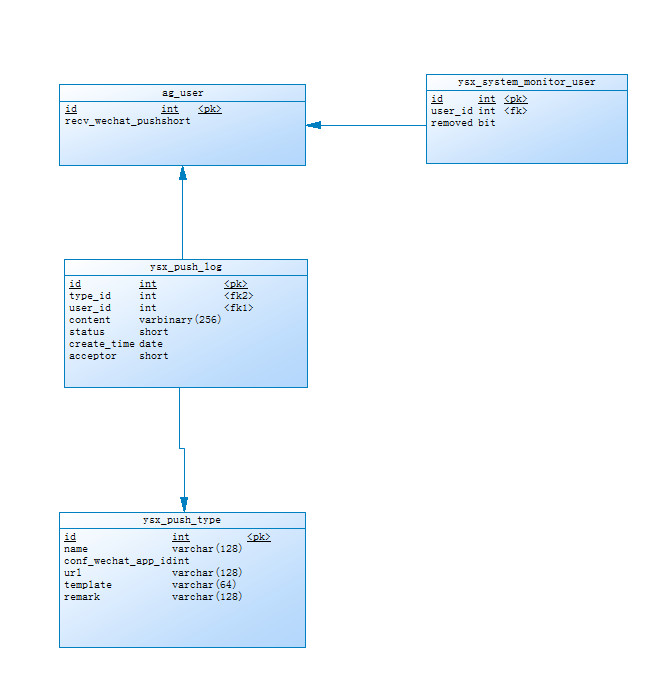 ag_user
id int <pk>
recv_wechat_pushshort
ysx_system_monitor_user
id int <pk>
user_id int <fk>
removed bit
ysx_push_log
id int <pk>
type_id int <fk2>
user_id int <fk1>
content varbinary(256)
status short
create_time date
acceptor short
ysx_push_type
id int <pk>
name varchar(128)
conf_wechat_app_idint
url varchar(128)
template varchar(64)
remark varchar(128)